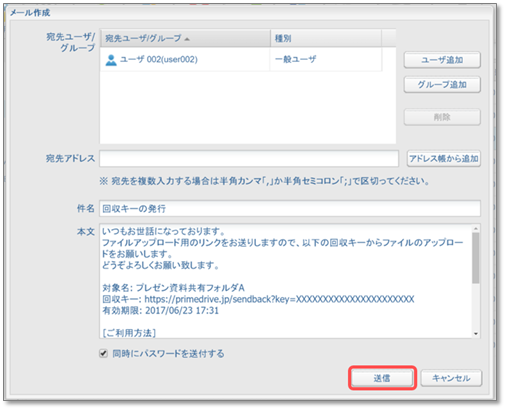 メール作成
宛先ユーザ/
グループ
宛先ユーザ/グループ 種別
ユーザ 002(user002) 一般ユーザ
ユーザ追加
グループ追加
削除
宛先アドレス
アドレス帳から追加
※ 宛先を複数入力する場合は半角カンマ「,」か半角セミコロン「;」で区切ってください。
件名 回収キーの発行
本文 いつもお世話になっております。
ファイルアップロード用のリンクをお送りしますので、以下の回収キーからファイルのアップロー
ドをお願いします。
どうぞよろしくお願い致します。
対象名: プレゼン資料共有フォルダA
回収キー: https://primedrive.jp/sendback?key=XXXXXXXXXXXXXXXXXXXXXXXX
有効期限: 2017/06/23 17:31
[ご利用方法]
同時にパスワードを送付する
送信 キャンセル